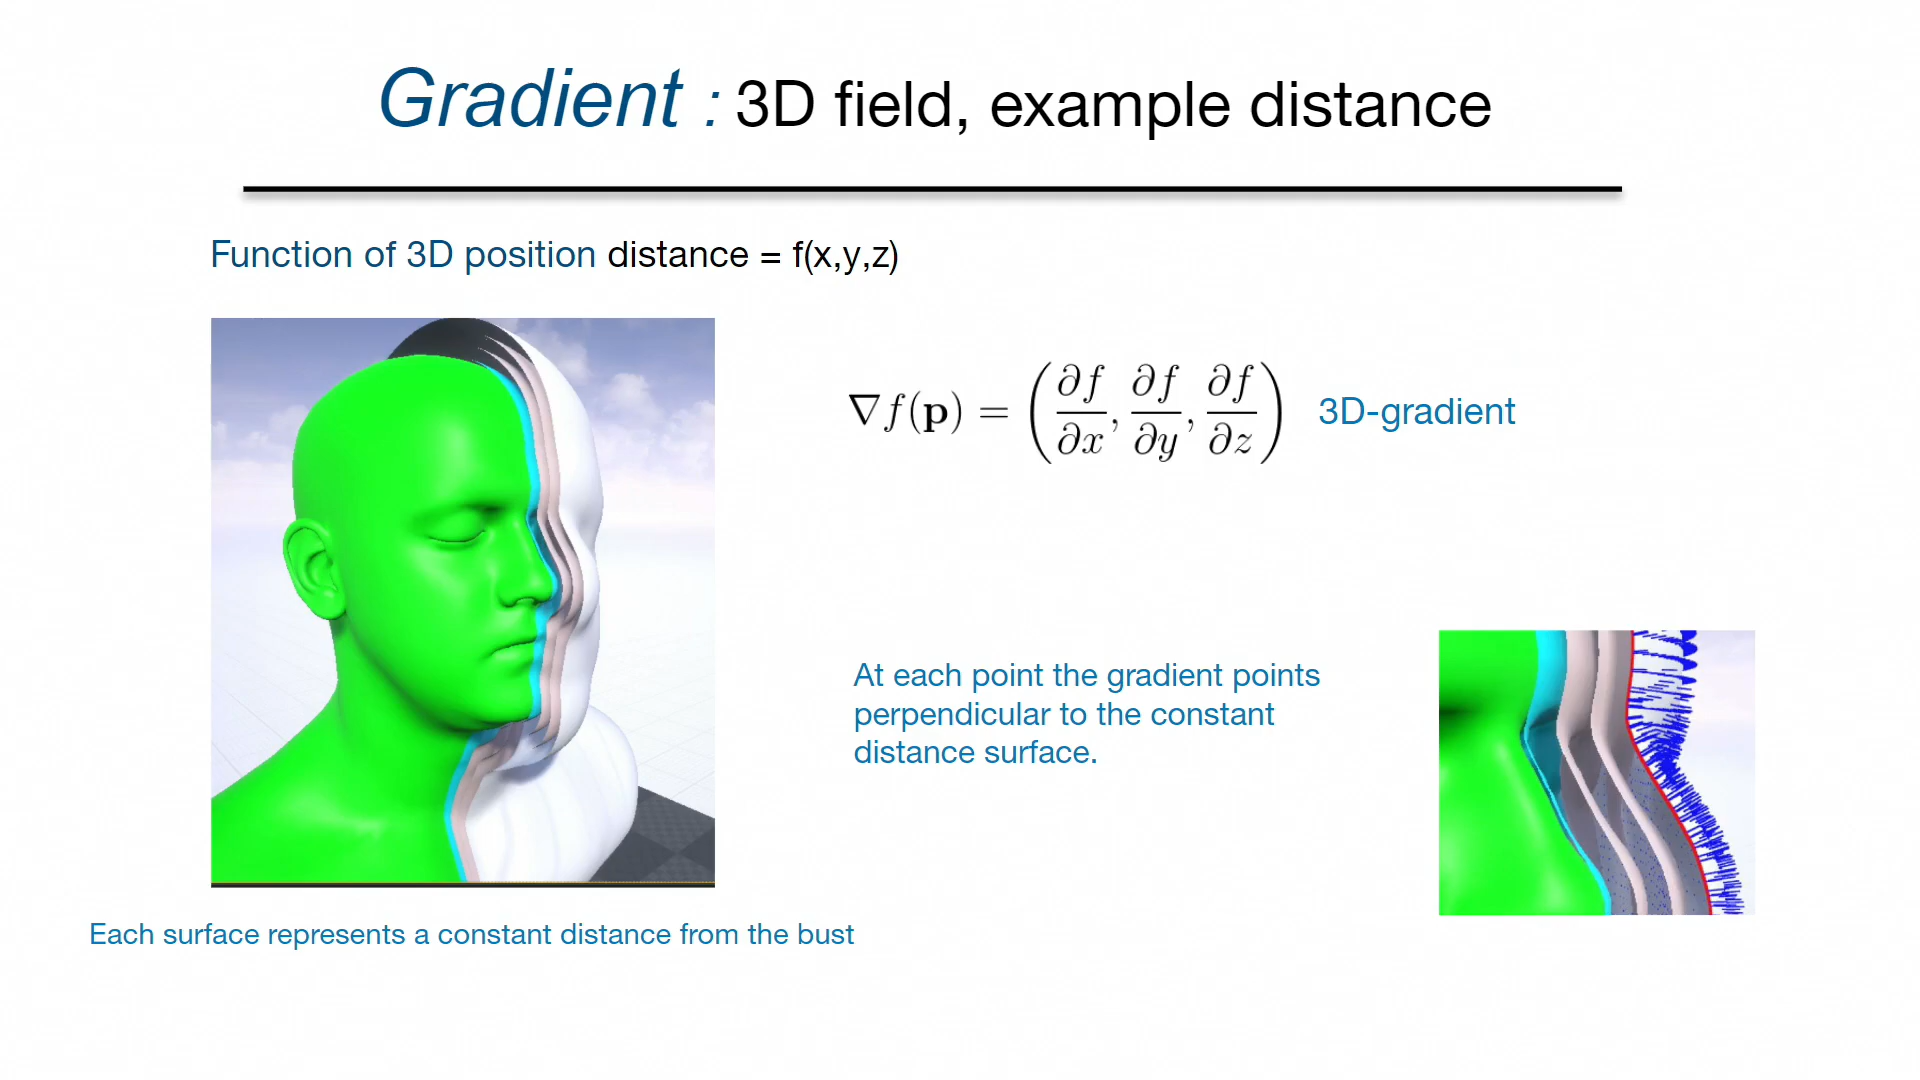 Gradient : 3D field, example distance
Function of 3D position distance = f(x,y,z)
∇f(p) = (∂f/∂x, ∂f/∂y, ∂f/∂z) 3D-gradient
At each point the gradient points
perpendicular to the constant
distance surface.
Each surface represents a constant distance from the bust